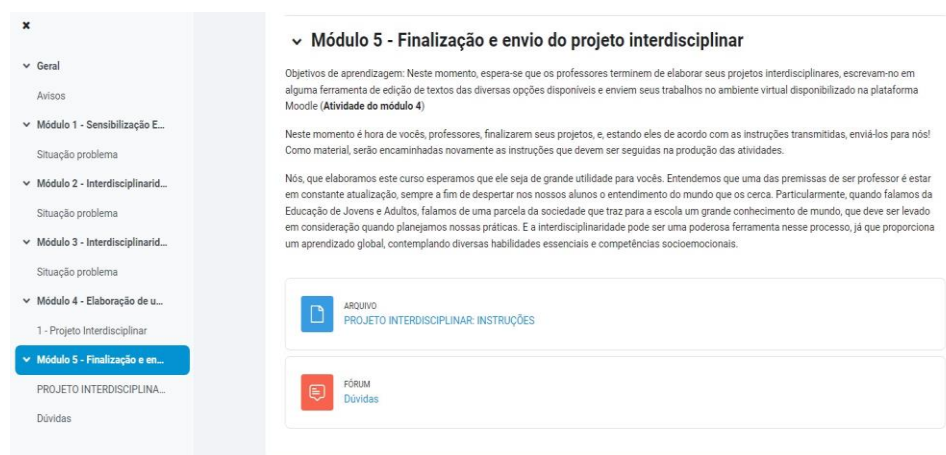 Geral
Avisos
Módulo 1 - Sensibilização E...
Situação problema
Módulo 2 - Interdisciplinarid...
Situação problema
Módulo 3 - Interdisciplinarid...
Situação problema
Módulo 4 - Elaboração de u...
1 - Projeto Interdisciplinar
Módulo 5 - Finalização e en...
PROJETO INTERDISCIPLINA...
Dúvidas
Módulo 5 - Finalização e envio do projeto interdisciplinar
Objetivos de aprendizagem: Neste momento, espera-se que os professores terminem de elaborar seus projetos interdisciplinares, escrevam-no em
alguma ferramenta de edição de textos das diversas opções disponíveis e enviem seus trabalhos no ambiente virtual disponibilizado na plataforma
Moodle (Atividade do módulo 4)
Neste momento é hora de vocês, professores, finalizarem seus projetos, e, estando eles de acordo com as instruções transmitidas, enviá-los para nós!
Como material, serão encaminhadas novamente as instruções que devem ser seguidas na produção das atividades.
Nós, que elaboramos este curso esperamos que ele seja de grande utilidade para vocês. Entendemos que uma das premissas de ser professor é estar
em constante atualização, sempre a fim de despertar nos nossos alunos o entendimento do mundo que os cerca. Particularmente, quando falamos da
Educação de Jovens e Adultos, falamos de uma parcela da sociedade que traz para a escola um grande conhecimento de mundo, que deve ser levado
em consideração quando planejamos nossas práticas. E a interdisciplinaridade pode ser uma poderosa ferramenta nesse processo, já que proporciona
um aprendizado global, contemplando diversas habilidades essenciais e competências socioemocionais.
ARQUIVO
PROJETO INTERDISCIPLINAR: INSTRUÇÕES
FÓRUM
Dúvidas